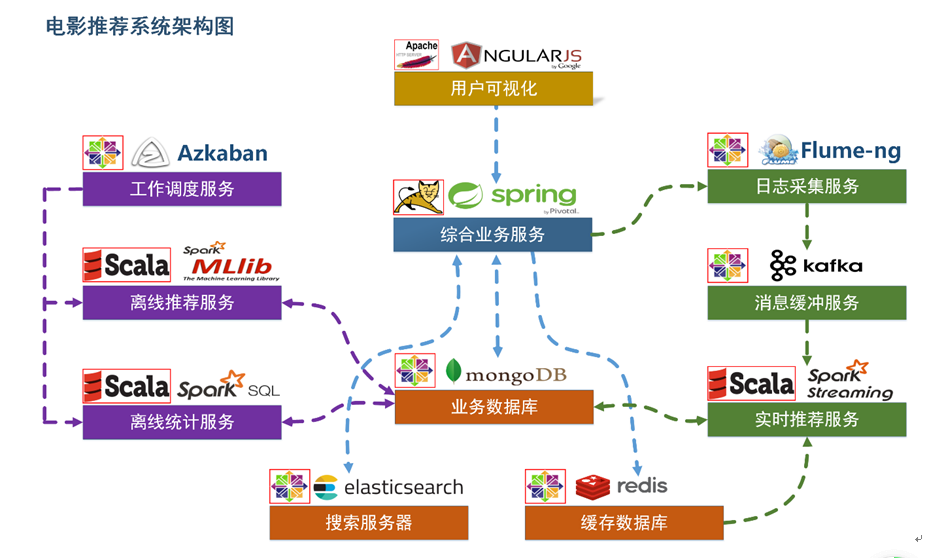 电影推荐系统架构图
Apache
HTTP SERVER
ANGULARJS
by Google
用户可视化
Azkaban
工作调度服务
spring
by Pivotal.
综合业务服务
FLUME
Flume-ng
日志采集服务
Scala
Spark
MLlib
The Machine Learning Library
离线推荐服务
kafka
消息缓冲服务
Scala
Spark SQL
离线统计服务
mongoDB
业务数据库
Scala
Spark
Streaming
实时推荐服务
elasticsearch
搜索服务器
redis
缓存数据库